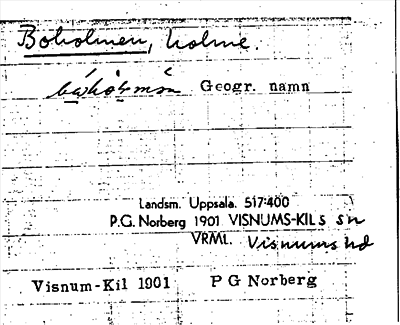 Boholmen, holme.
Geogr. namn
Landsm. Uppsala. 517:400
P.G. Norberg 1901 VISNUMS-KILs sn
VRML. Visnums hd
Visnum-Kil 1901 P G Norberg